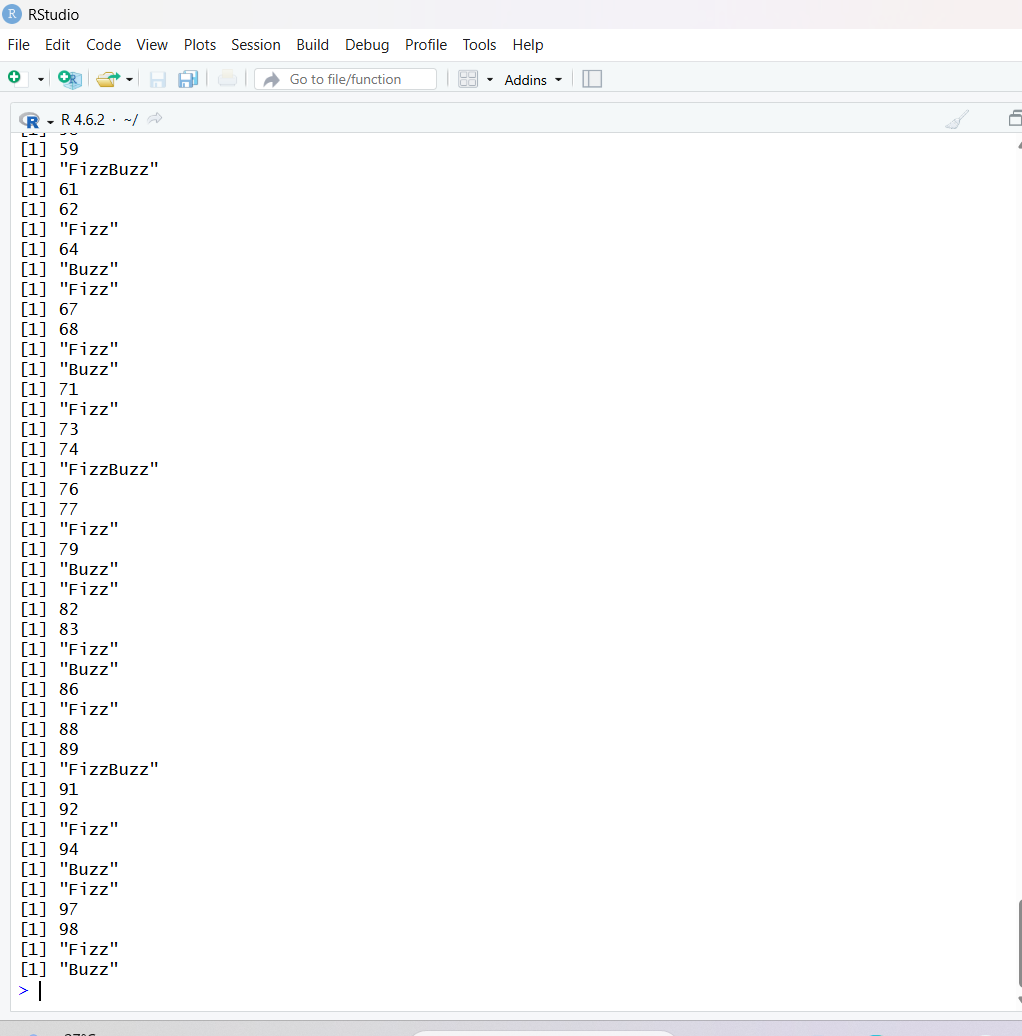 RStudio
File Edit Code View Plots Session Build Debug Profile Tools Help
Go to file/function Addins
R 4.6.2 · ~/
[1] 59
[1] "FizzBuzz"
[1] 61
[1] 62
[1] "Fizz"
[1] 64
[1] "Buzz"
[1] "Fizz"
[1] 67
[1] 68
[1] "Fizz"
[1] "Buzz"
[1] 71
[1] "Fizz"
[1] 73
[1] 74
[1] "FizzBuzz"
[1] 76
[1] 77
[1] "Fizz"
[1] 79
[1] "Buzz"
[1] "Fizz"
[1] 82
[1] 83
[1] "Fizz"
[1] "Buzz"
[1] 86
[1] "Fizz"
[1] 88
[1] 89
[1] "FizzBuzz"
[1] 91
[1] 92
[1] "Fizz"
[1] 94
[1] "Buzz"
[1] "Fizz"
[1] 97
[1] 98
[1] "Fizz"
[1] "Buzz"
>